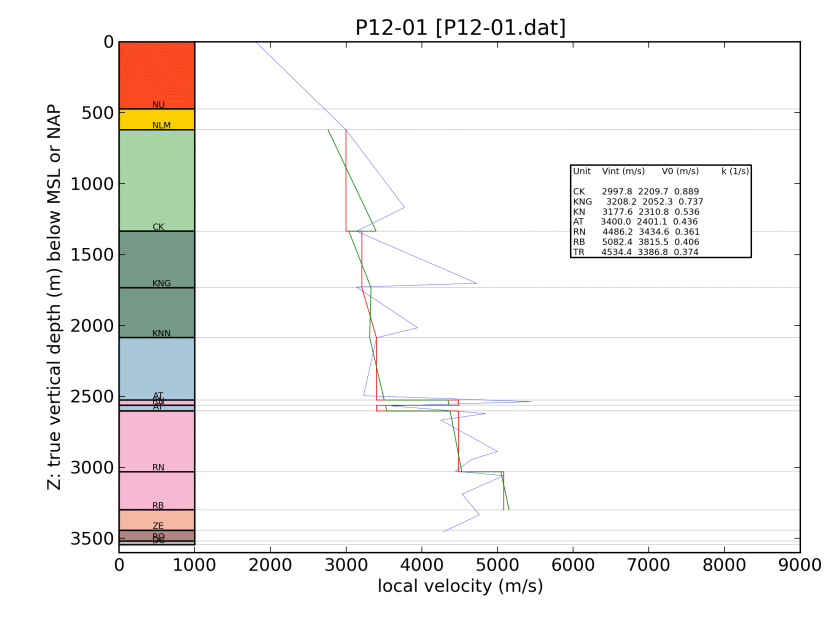 P12-01 [P12-01.dat]
Z: true vertical depth (m) below MSL or NAP
0
500
1000
1500
2000
2500
3000
3500
NU
NLM
CK
KNG
KNN
AT
RN
AT
RN
RB
ZE
RO
DC
Unit Vint (m/s) V0 (m/s) k (1/s)
CK 2997.8 2209.7 0.889
KNG 3208.2 2052.3 0.737
KN 3177.6 2310.8 0.536
AT 3400.0 2401.1 0.436
RN 4486.2 3434.6 0.361
RB 5082.4 3815.5 0.406
TR 4534.4 3386.8 0.374
0 1000 2000 3000 4000 5000 6000 7000 8000 9000
local velocity (m/s)